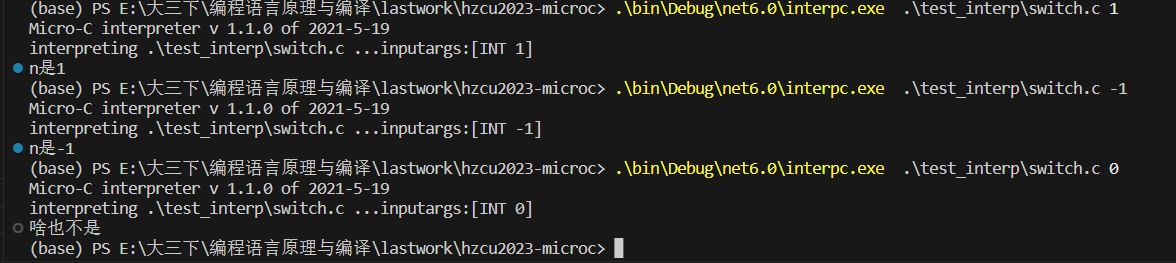 (base) PS E:\大三下\编程语言原理与编译\lastwork\hzcu2023-microc> .\bin\Debug\net6.0\interpc.exe  .\test_interp\switch.c 1
Micro-C interpreter v 1.1.0 of 2021-5-19
interpreting .\test_interp\switch.c ...inputargs:[INT 1]
n是1
(base) PS E:\大三下\编程语言原理与编译\lastwork\hzcu2023-microc> .\bin\Debug\net6.0\interpc.exe  .\test_interp\switch.c -1
Micro-C interpreter v 1.1.0 of 2021-5-19
interpreting .\test_interp\switch.c ...inputargs:[INT -1]
n是-1
(base) PS E:\大三下\编程语言原理与编译\lastwork\hzcu2023-microc> .\bin\Debug\net6.0\interpc.exe  .\test_interp\switch.c 0
Micro-C interpreter v 1.1.0 of 2021-5-19
interpreting .\test_interp\switch.c ...inputargs:[INT 0]
啥也不是
(base) PS E:\大三下\编程语言原理与编译\lastwork\hzcu2023-microc>